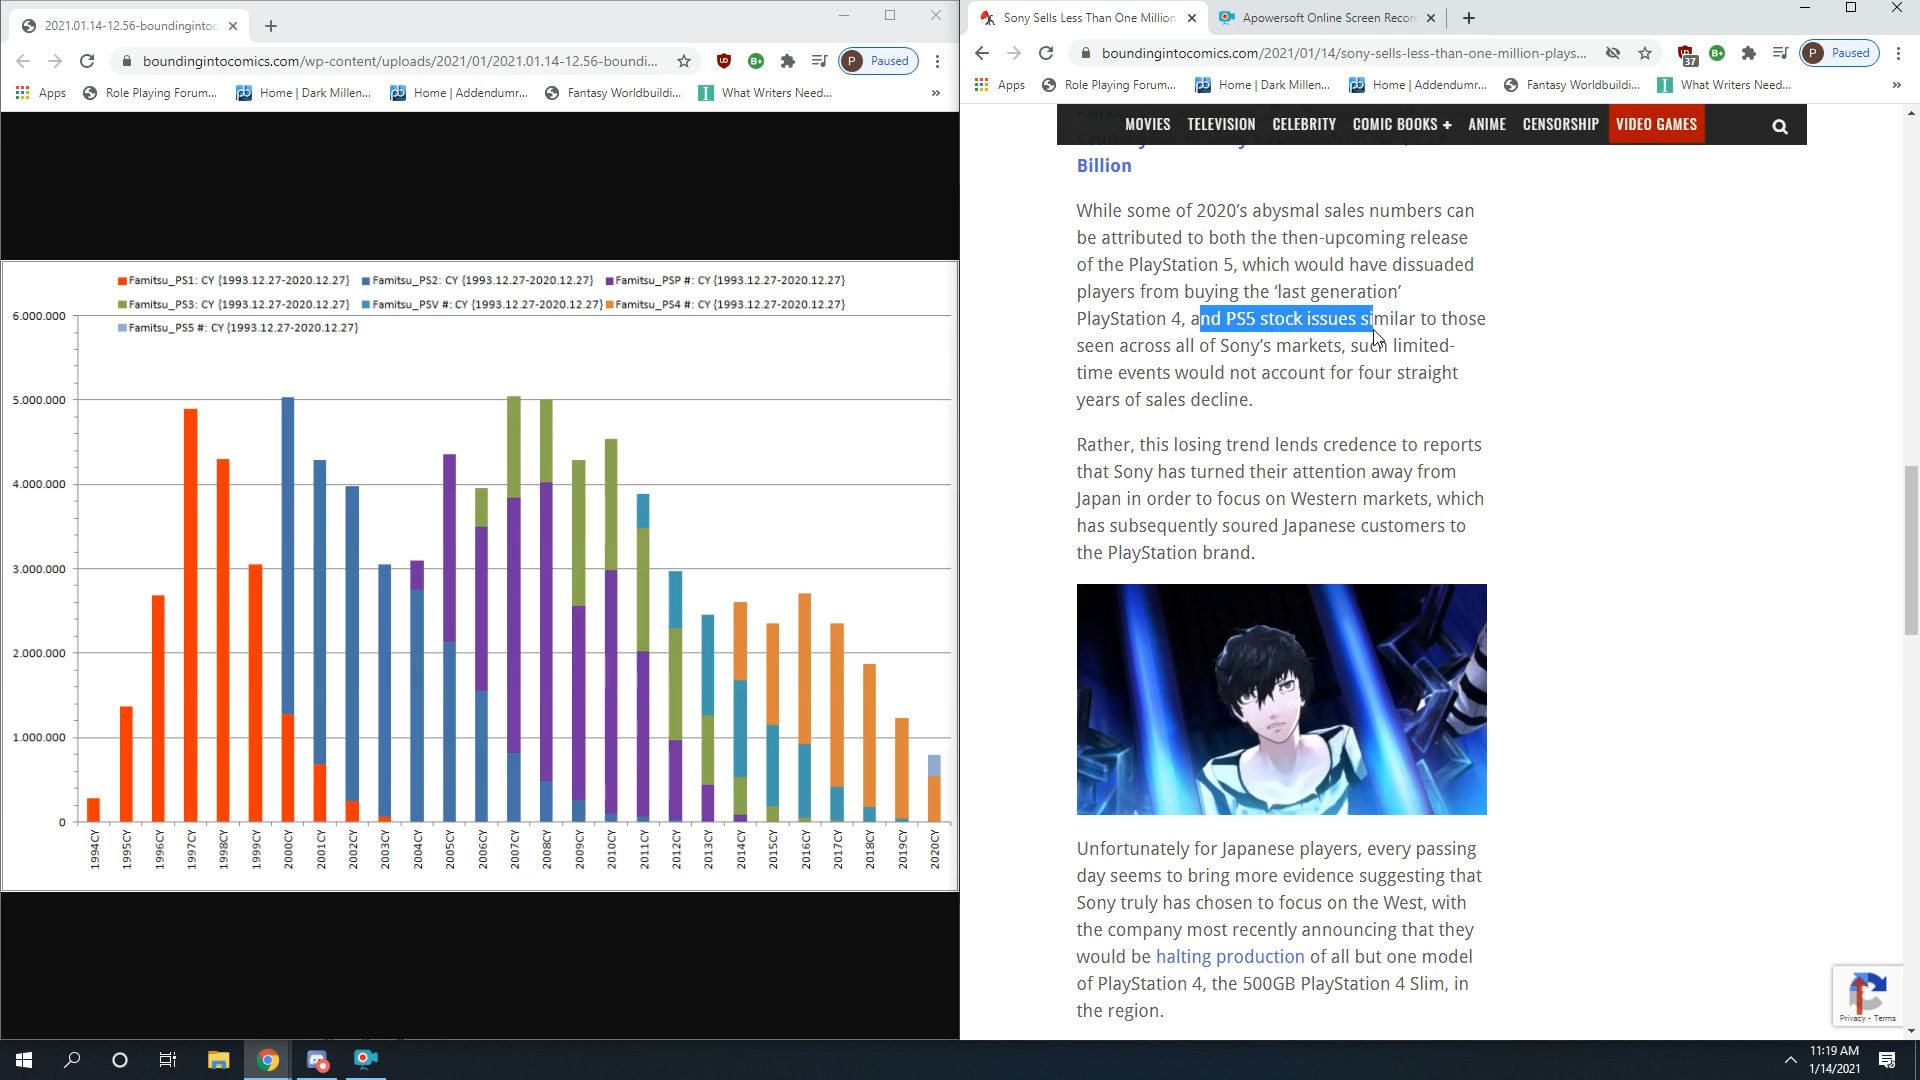 2021.01.14-12.56-boundingintoc
boundingintocomics.com/wp-content/uploads/2021/01/2021.01.14-12.56-boundi...
P Paused
Apps
Role Playing Forum...
Home | Dark Millen...
Home | Addendumr...
Fantasy Worldbuildi...
What Writers Need...
»
Famitsu_PS1: CY {1993.12.27-2020.12.27}
Famitsu_PS2: CY {1993.12.27-2020.12.27}
Famitsu_PSP #: CY {1993.12.27-2020.12.27}
Famitsu_PS3: CY {1993.12.27-2020.12.27}
Famitsu_PSV #: CY {1993.12.27-2020.12.27}
Famitsu_PS4 #: CY {1993.12.27-2020.12.27}
Famitsu_PS5 #: CY {1993.12.27-2020.12.27}
6.000.000
5.000.000
4.000.000
3.000.000
2.000.000
1.000.000
0
1994CY
1995CY
1996CY
1997CY
1998CY
1999CY
2000CY
2001CY
2002CY
2003CY
2004CY
2005CY
2006CY
2007CY
2008CY
2009CY
2010CY
2011CY
2012CY
2013CY
2014CY
2015CY
2016CY
2017CY
2018CY
2019CY
2020CY
Sony Sells Less Than One Million
Apowersoft Online Screen Recor
boundingintocomics.com/2021/01/14/sony-sells-less-than-one-million-plays...
37
P Paused
Apps
Role Playing Forum...
Home | Dark Millen...
Home | Addendumr...
Fantasy Worldbuildi...
What Writers Need...
»
MOVIES TELEVISION CELEBRITY COMIC BOOKS + ANIME CENSORSHIP VIDEO GAMES
Billion
While some of 2020’s abysmal sales numbers can
be attributed to both the then-upcoming release
of the PlayStation 5, which would have dissuaded
players from buying the ‘last generation’
PlayStation 4, and PS5 stock issues similar to those
seen across all of Sony’s markets, such limited-
time events would not account for four straight
years of sales decline.
Rather, this losing trend lends credence to reports
that Sony has turned their attention away from
Japan in order to focus on Western markets, which
has subsequently soured Japanese customers to
the PlayStation brand.
Unfortunately for Japanese players, every passing
day seems to bring more evidence suggesting that
Sony truly has chosen to focus on the West, with
the company most recently announcing that they
would be halting production of all but one model
of PlayStation 4, the 500GB PlayStation 4 Slim, in
the region.
Privacy - Terms
11:19 AM
1/14/2021